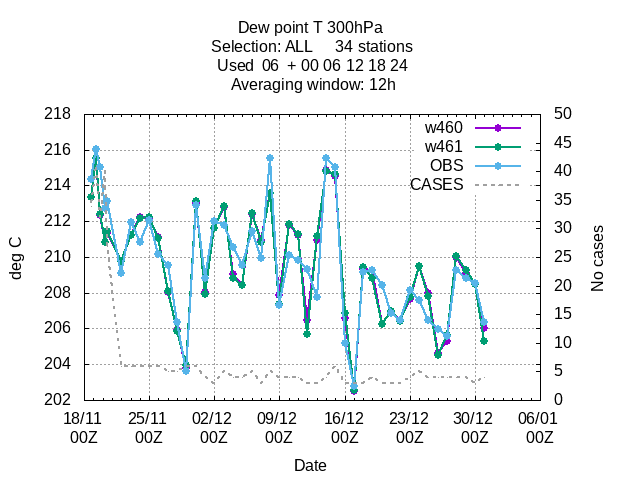 Dew point T 300hPa
Selection: ALL 34 stations
Used 06 + 00 06 12 18 24
Averaging window: 12h
218
216
214
212
210
208
206
204
202
deg C
50
45
40
35
30
25
20
15
10
5
0
No cases
w460
w461
OBS
CASES
18/11 25/11 02/12 09/12 16/12 23/12 30/12 06/01
00Z 00Z 00Z 00Z 00Z 00Z 00Z 00Z
Date